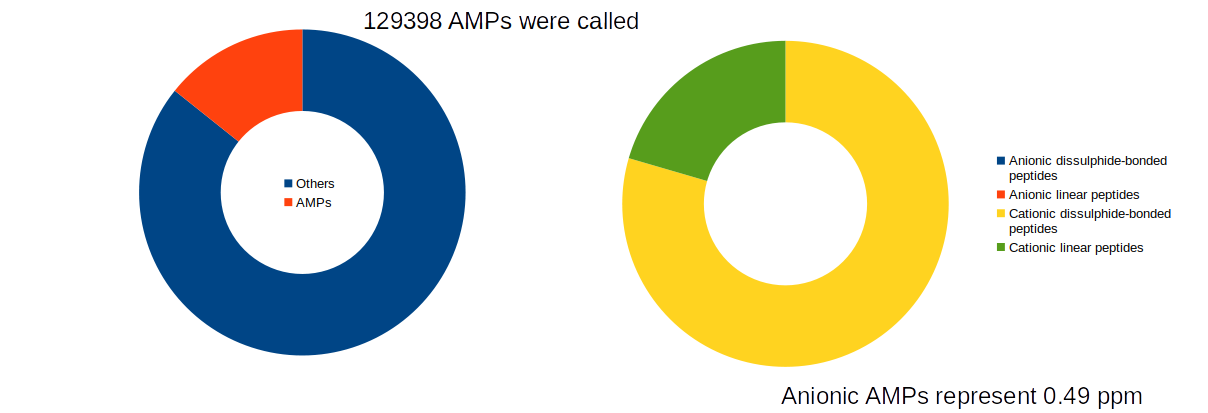 129398 AMPs were called
Others
AMPs
Anionic dissulphide-bonded
peptides
Anionic linear peptides
Cationic dissulphide-bonded
peptides
Cationic linear peptides
Anionic AMPs represent 0.49 ppm